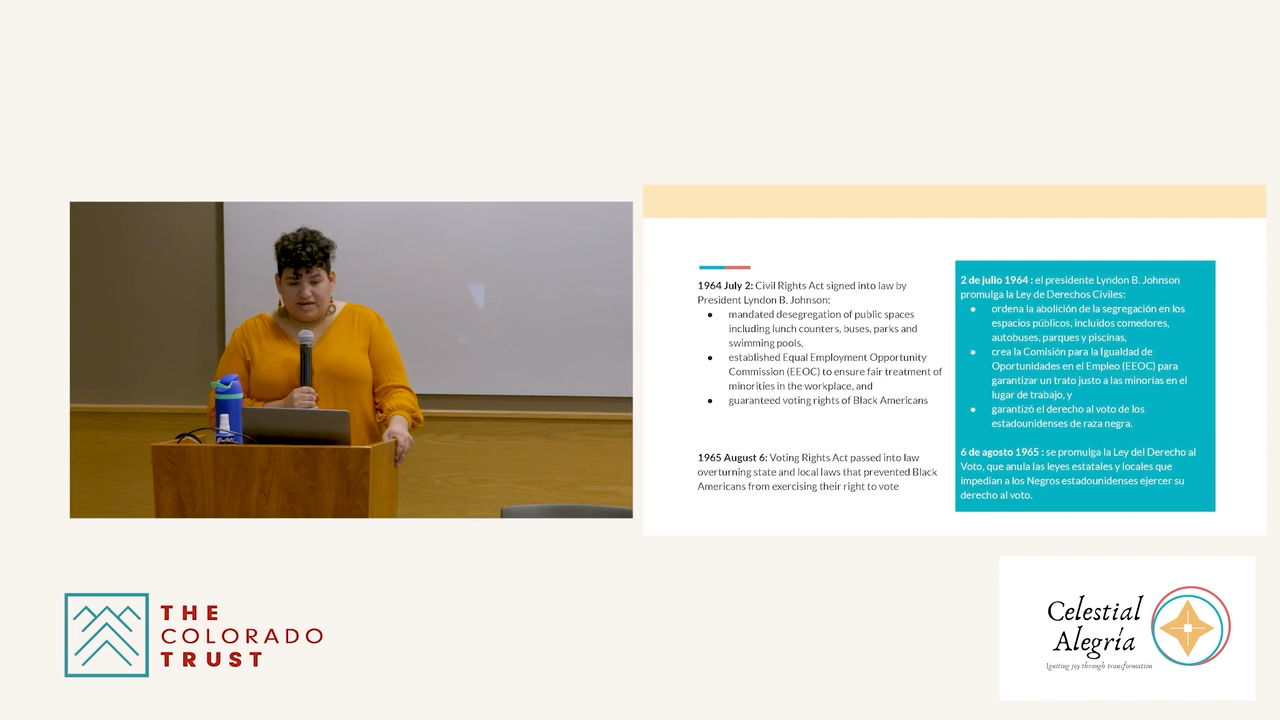 1964 July 2: Civil Rights Act signed into law by
President Lyndon B. Johnson:
● mandated desegregation of public spaces
including lunch counters, buses, parks and
swimming pools,
● established Equal Employment Opportunity
Commission (EEOC) to ensure fair treatment of
minorities in the workplace, and
● guaranteed voting rights of Black Americans
1965 August 6: Voting Rights Act passed into law
overturning state and local laws that prevented Black
Americans from exercising their right to vote
2 de julio 1964 : el presidente Lyndon B. Johnson
promulga la Ley de Derechos Civiles:
● ordena la abolición de la segregación en los
espacios públicos, incluidos comedores,
autobuses, parques y piscinas,
● crea la Comisión para la Igualdad de
Oportunidades en el Empleo (EEOC) para
garantizar un trato justo a las minorías en el
lugar de trabajo, y
● garantizó el derecho al voto de los
estadounidenses de raza negra.
6 de agosto 1965 : se promulga la Ley del Derecho al
Voto, que anula las leyes estatales y locales que
impedían a los Negros estadounidenses ejercer su
derecho al voto.
THE
COLORADO
TRUST
Celestial
Alegría
Igniting joy through transformation